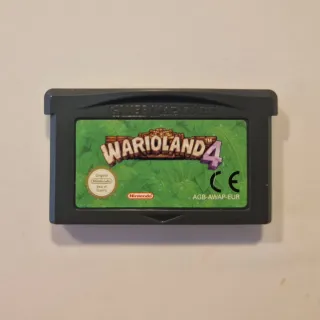 WARIOLAND 4
Nintendo
CE
AGB-AWAP-EUR